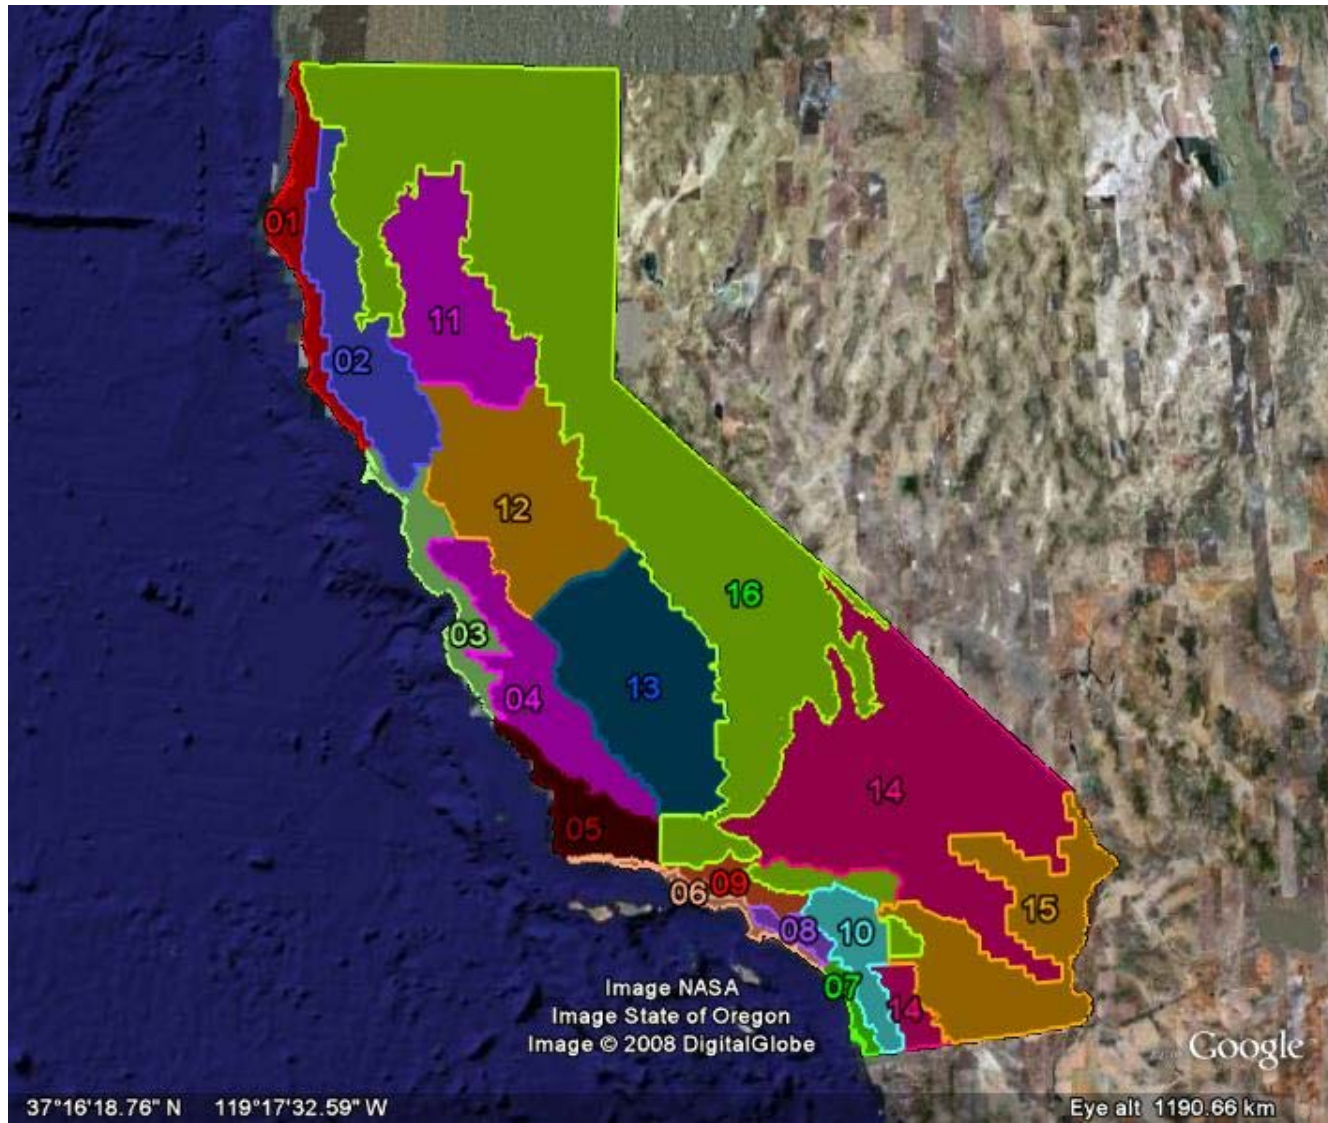 01
11
02
12
16
03
13
04
14
05
09
06
15
08
10
07
14
Image NASA
Image State of Oregon
Image © 2008 DigitalGlobe
Google
37°16'18.76" N 119°17'32.59" W
Eye alt 1190.66 km